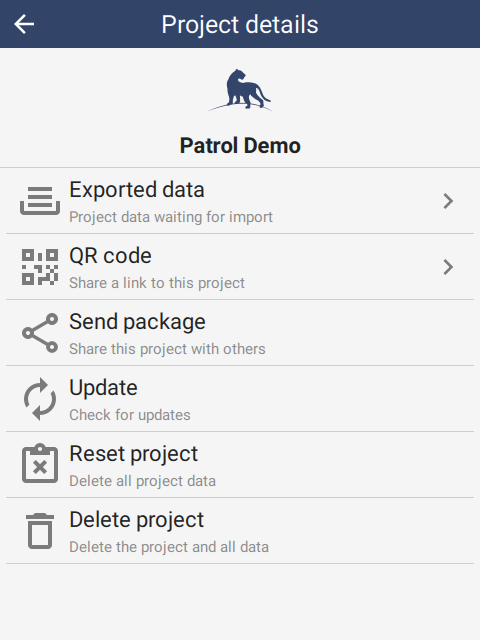 Project details
Patrol Demo
Exported data
Project data waiting for import
QR code
Share a link to this project
Send package
Share this project with others
Update
Check for updates
Reset project
Delete all project data
Delete project
Delete the project and all data